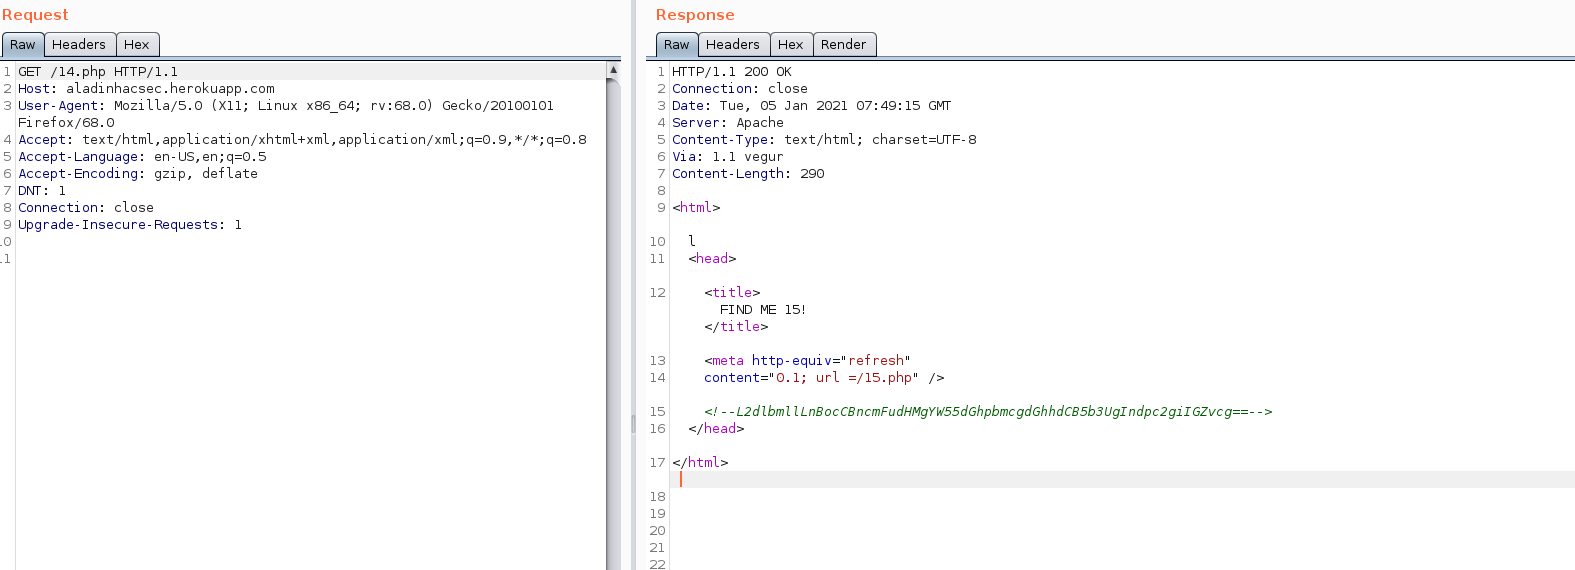 Request
Raw Headers Hex
1 GET /14.php HTTP/1.1
2 Host: aladinhacsec.herokuapp.com
3 User-Agent: Mozilla/5.0 (X11; Linux x86_64; rv:68.0) Gecko/20100101
Firefox/68.0
4 Accept: text/html,application/xhtml+xml,application/xml;q=0.9,*/*;q=0.8
5 Accept-Language: en-US,en;q=0.5
6 Accept-Encoding: gzip, deflate
7 DNT: 1
8 Connection: close
9 Upgrade-Insecure-Requests: 1
10
11
Response
Raw Headers Hex Render
1 HTTP/1.1 200 OK
2 Connection: close
3 Date: Tue, 05 Jan 2021 07:49:15 GMT
4 Server: Apache
5 Content-Type: text/html; charset=UTF-8
6 Via: 1.1 vegur
7 Content-Length: 290
8
9 <html>
10 l
11 <head>
12 <title>
FIND ME 15!
</title>
13 <meta http-equiv="refresh"
14 content="0.1; url =/15.php" />
15 <!--L2dlbmllLnBocCBncmFudHMgYW55dGhpbmcgdGhhdCB5b3UgIndpc2giIGZvcg==-->
16 </head>
17 </html>
18
19
20
21
22